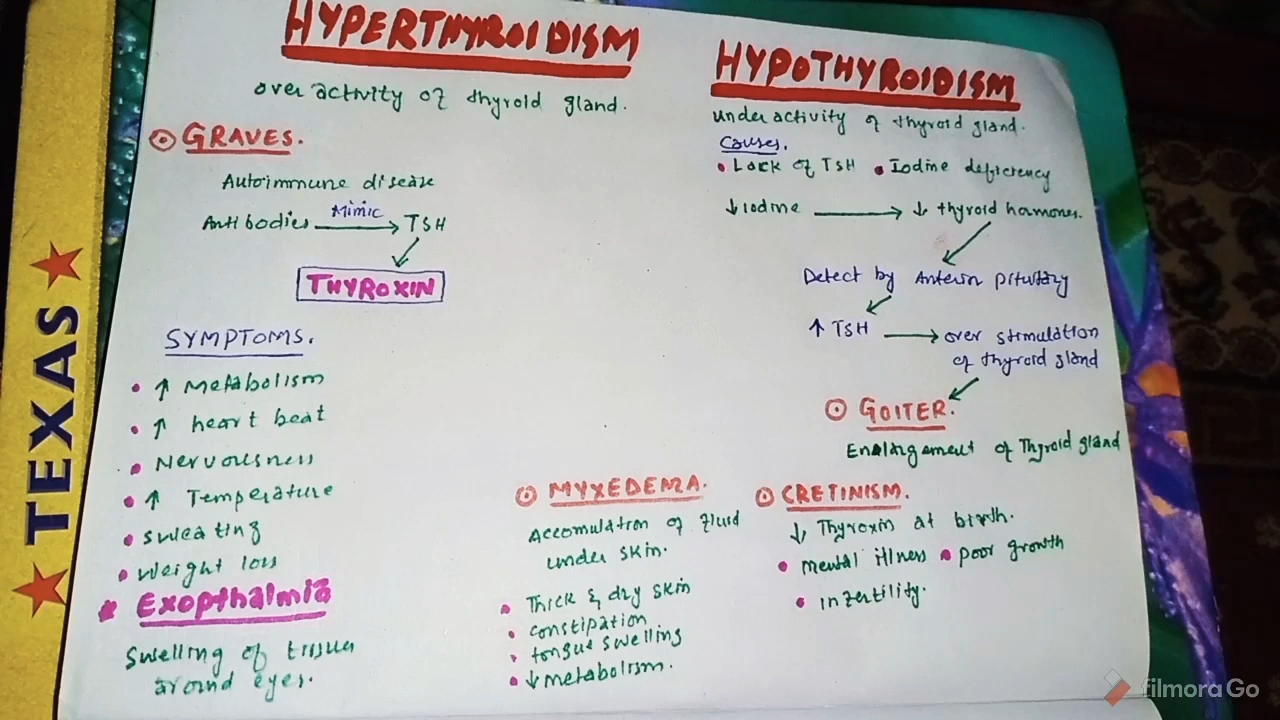 HYPERTHYROIDISM
over activity of thyroid gland.
GRAVES.
Autoimmune disease
Antibodies Mimic TSH
THYROXIN
SYMPTOMS.
↑ Metabolism
↑ heart beat
Nervousness
↑ Temperature
sweating
weight loss
Exopthalmia
Swelling of tissue
around eyes.
HYPOTHYROIDISM
under activity of thyroid gland.
Causes.
Lack of TSH Iodine deficiency
↓ Iodine → ↓ thyroid hormones.
Detect by Anterior pitutary
↑ TSH → over stimulation
of thyroid gland
GOITER.
Enlargement of Thyroid gland
MYXEDEMA.
Accomulation of fluid
under skin.
Thick & dry skin
constipation
tongue swelling
↓ metabolism.
CRETINISM.
↓ Thyroxin at birth.
mental illness poor growth
infertility.
TEXAS
filmoraGo